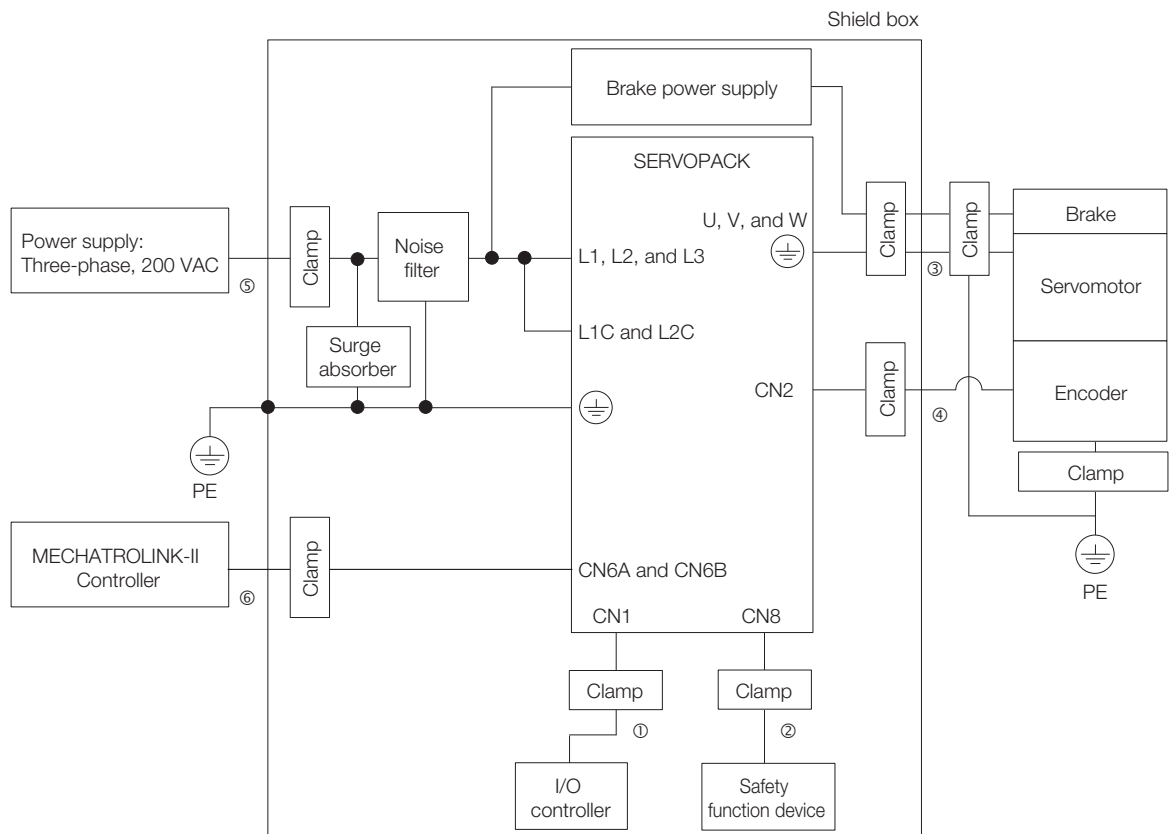 Shield box
Brake power supply
SERVOPACK
U, V, and W
Clamp
Clamp
Brake
Power supply:
Three-phase, 200 VAC
Clamp
Noise
filter
L1, L2, and L3
⑤
③
Servomotor
Surge
absorber
L1C and L2C
CN2
Clamp
Encoder
④
PE
Clamp
MECHATROLINK-II
Controller
Clamp
CN6A and CN6B
⑥
PE
CN1
CN8
Clamp
Clamp
①
②
I/O
controller
Safety
function device